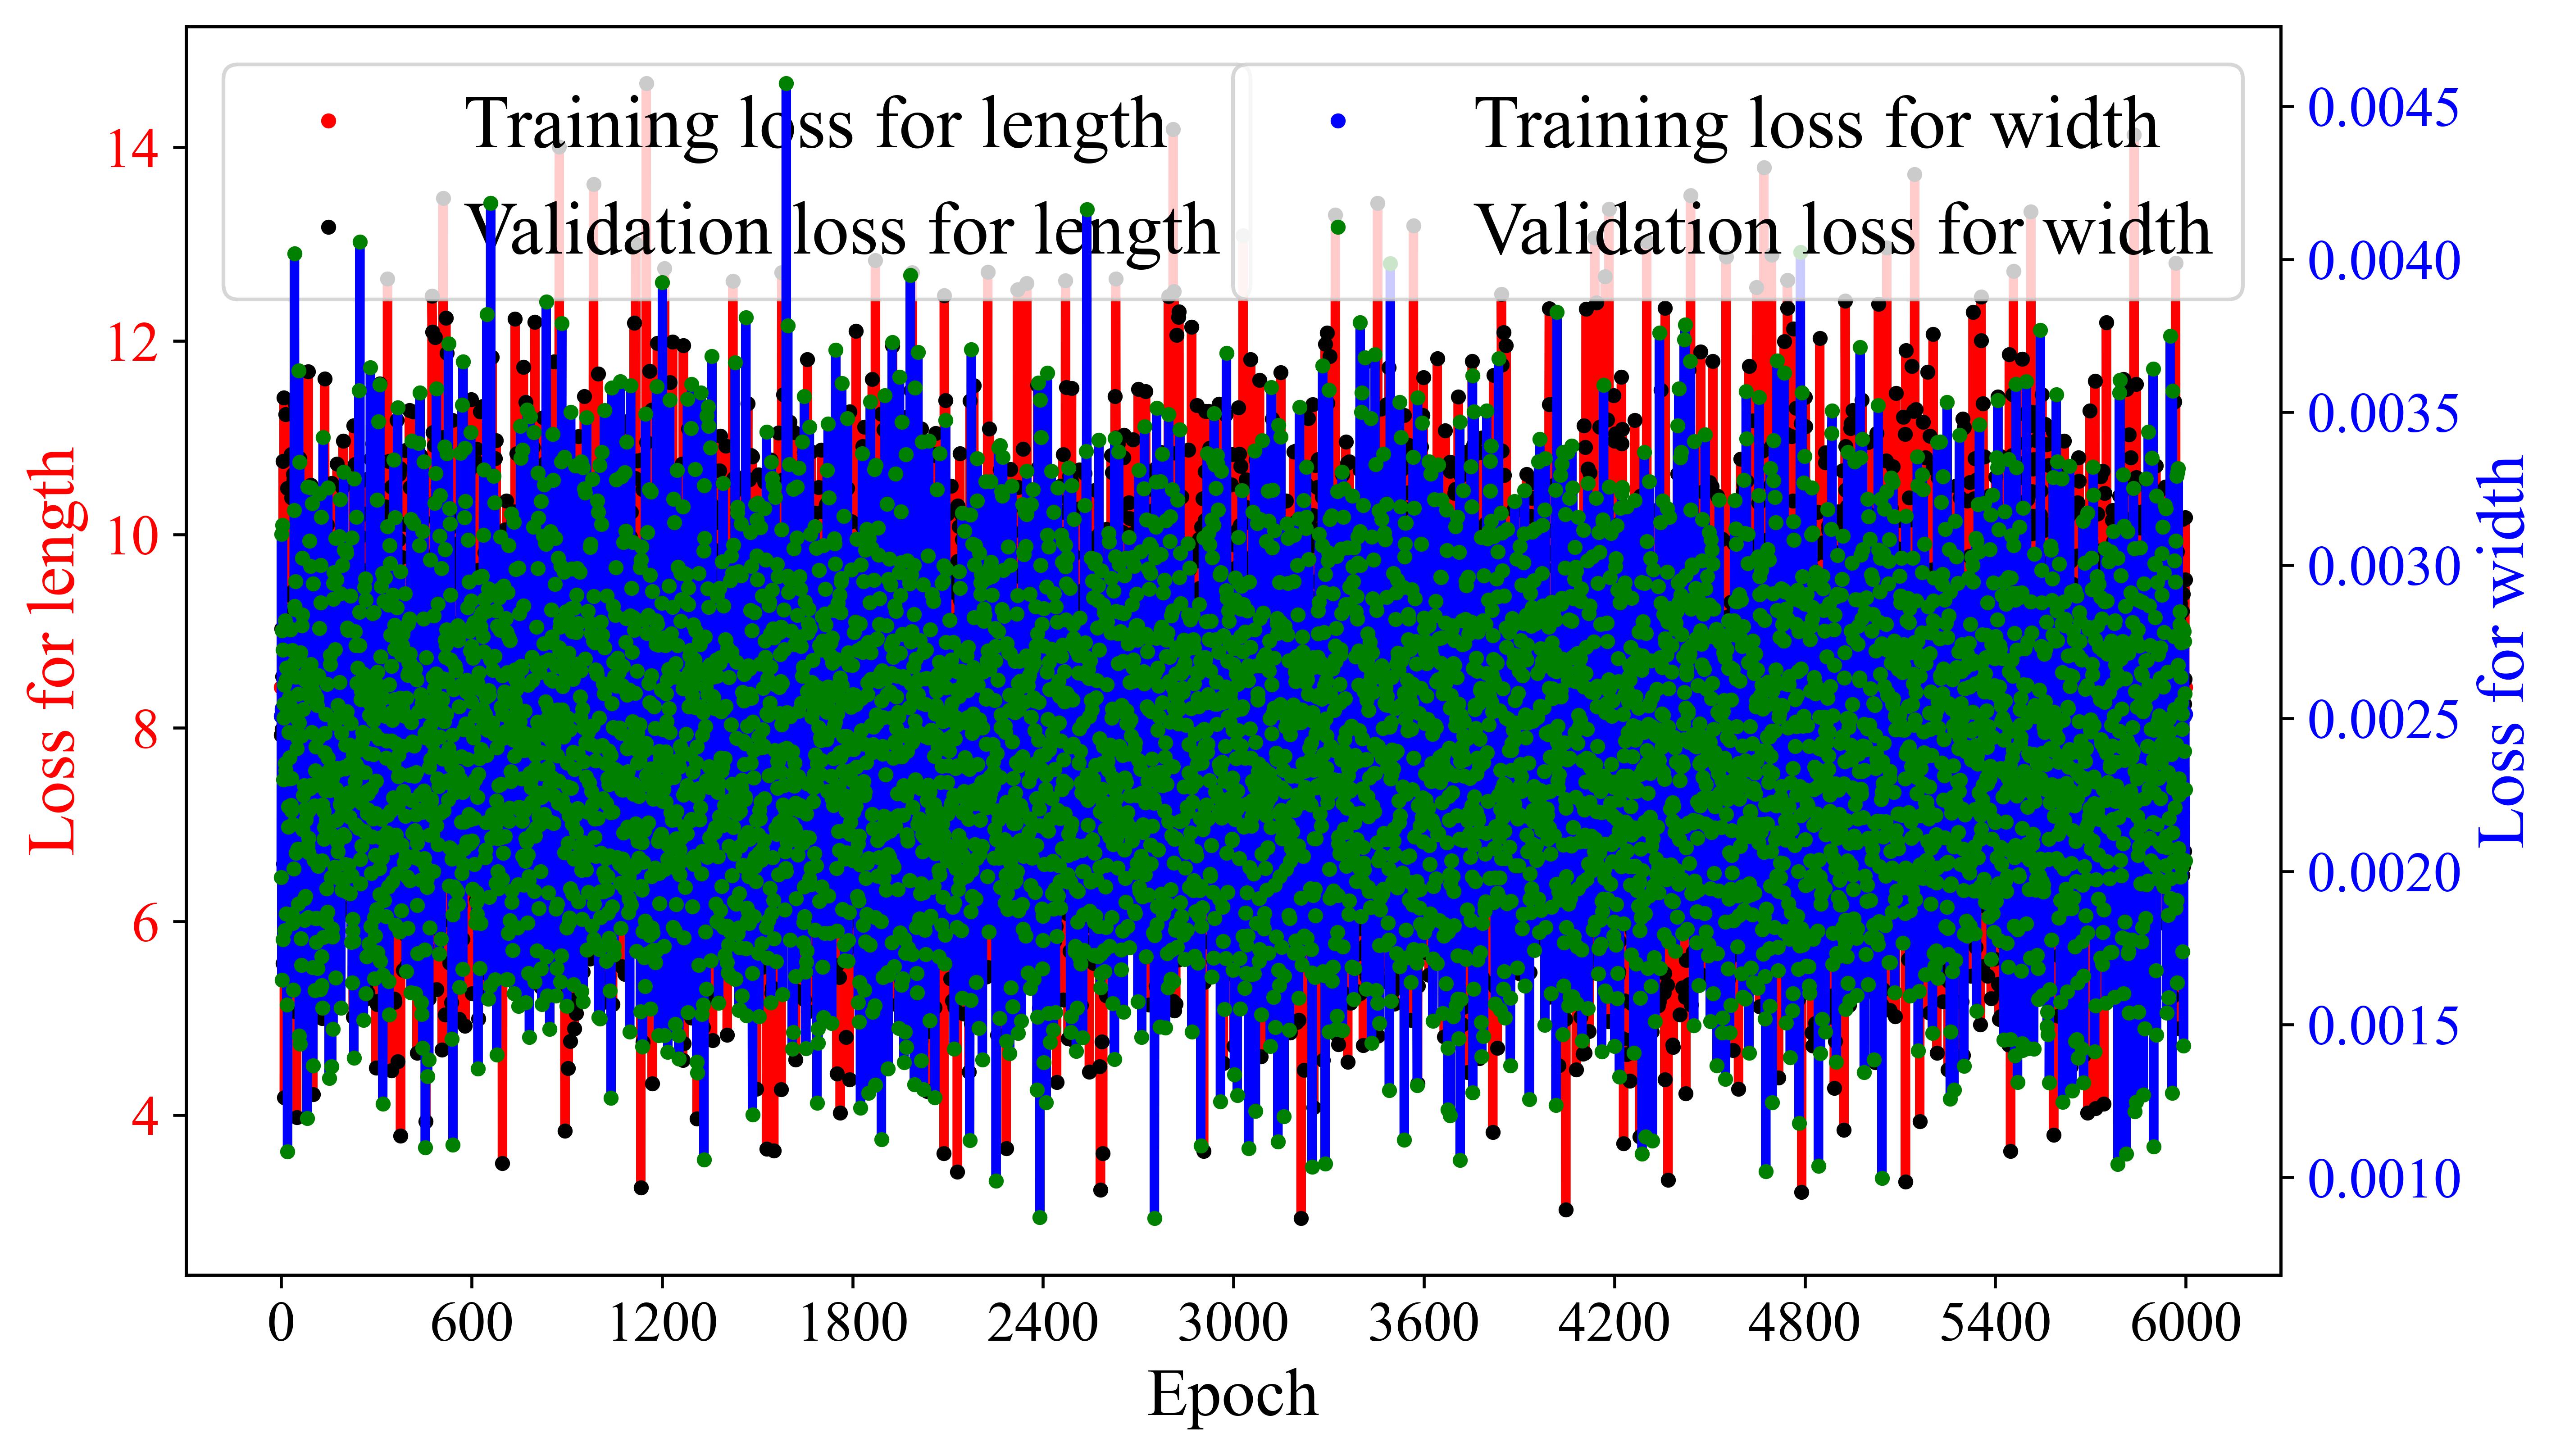 Training loss for length
Validation loss for length
Training loss for width
Validation loss for width
Loss for length
14
12
10
8
6
4
0.0045
0.0040
0.0035
0.0030
0.0025
0.0020
0.0015
0.0010
Loss for width
0 600 1200 1800 2400 3000 3600 4200 4800 5400 6000
Epoch